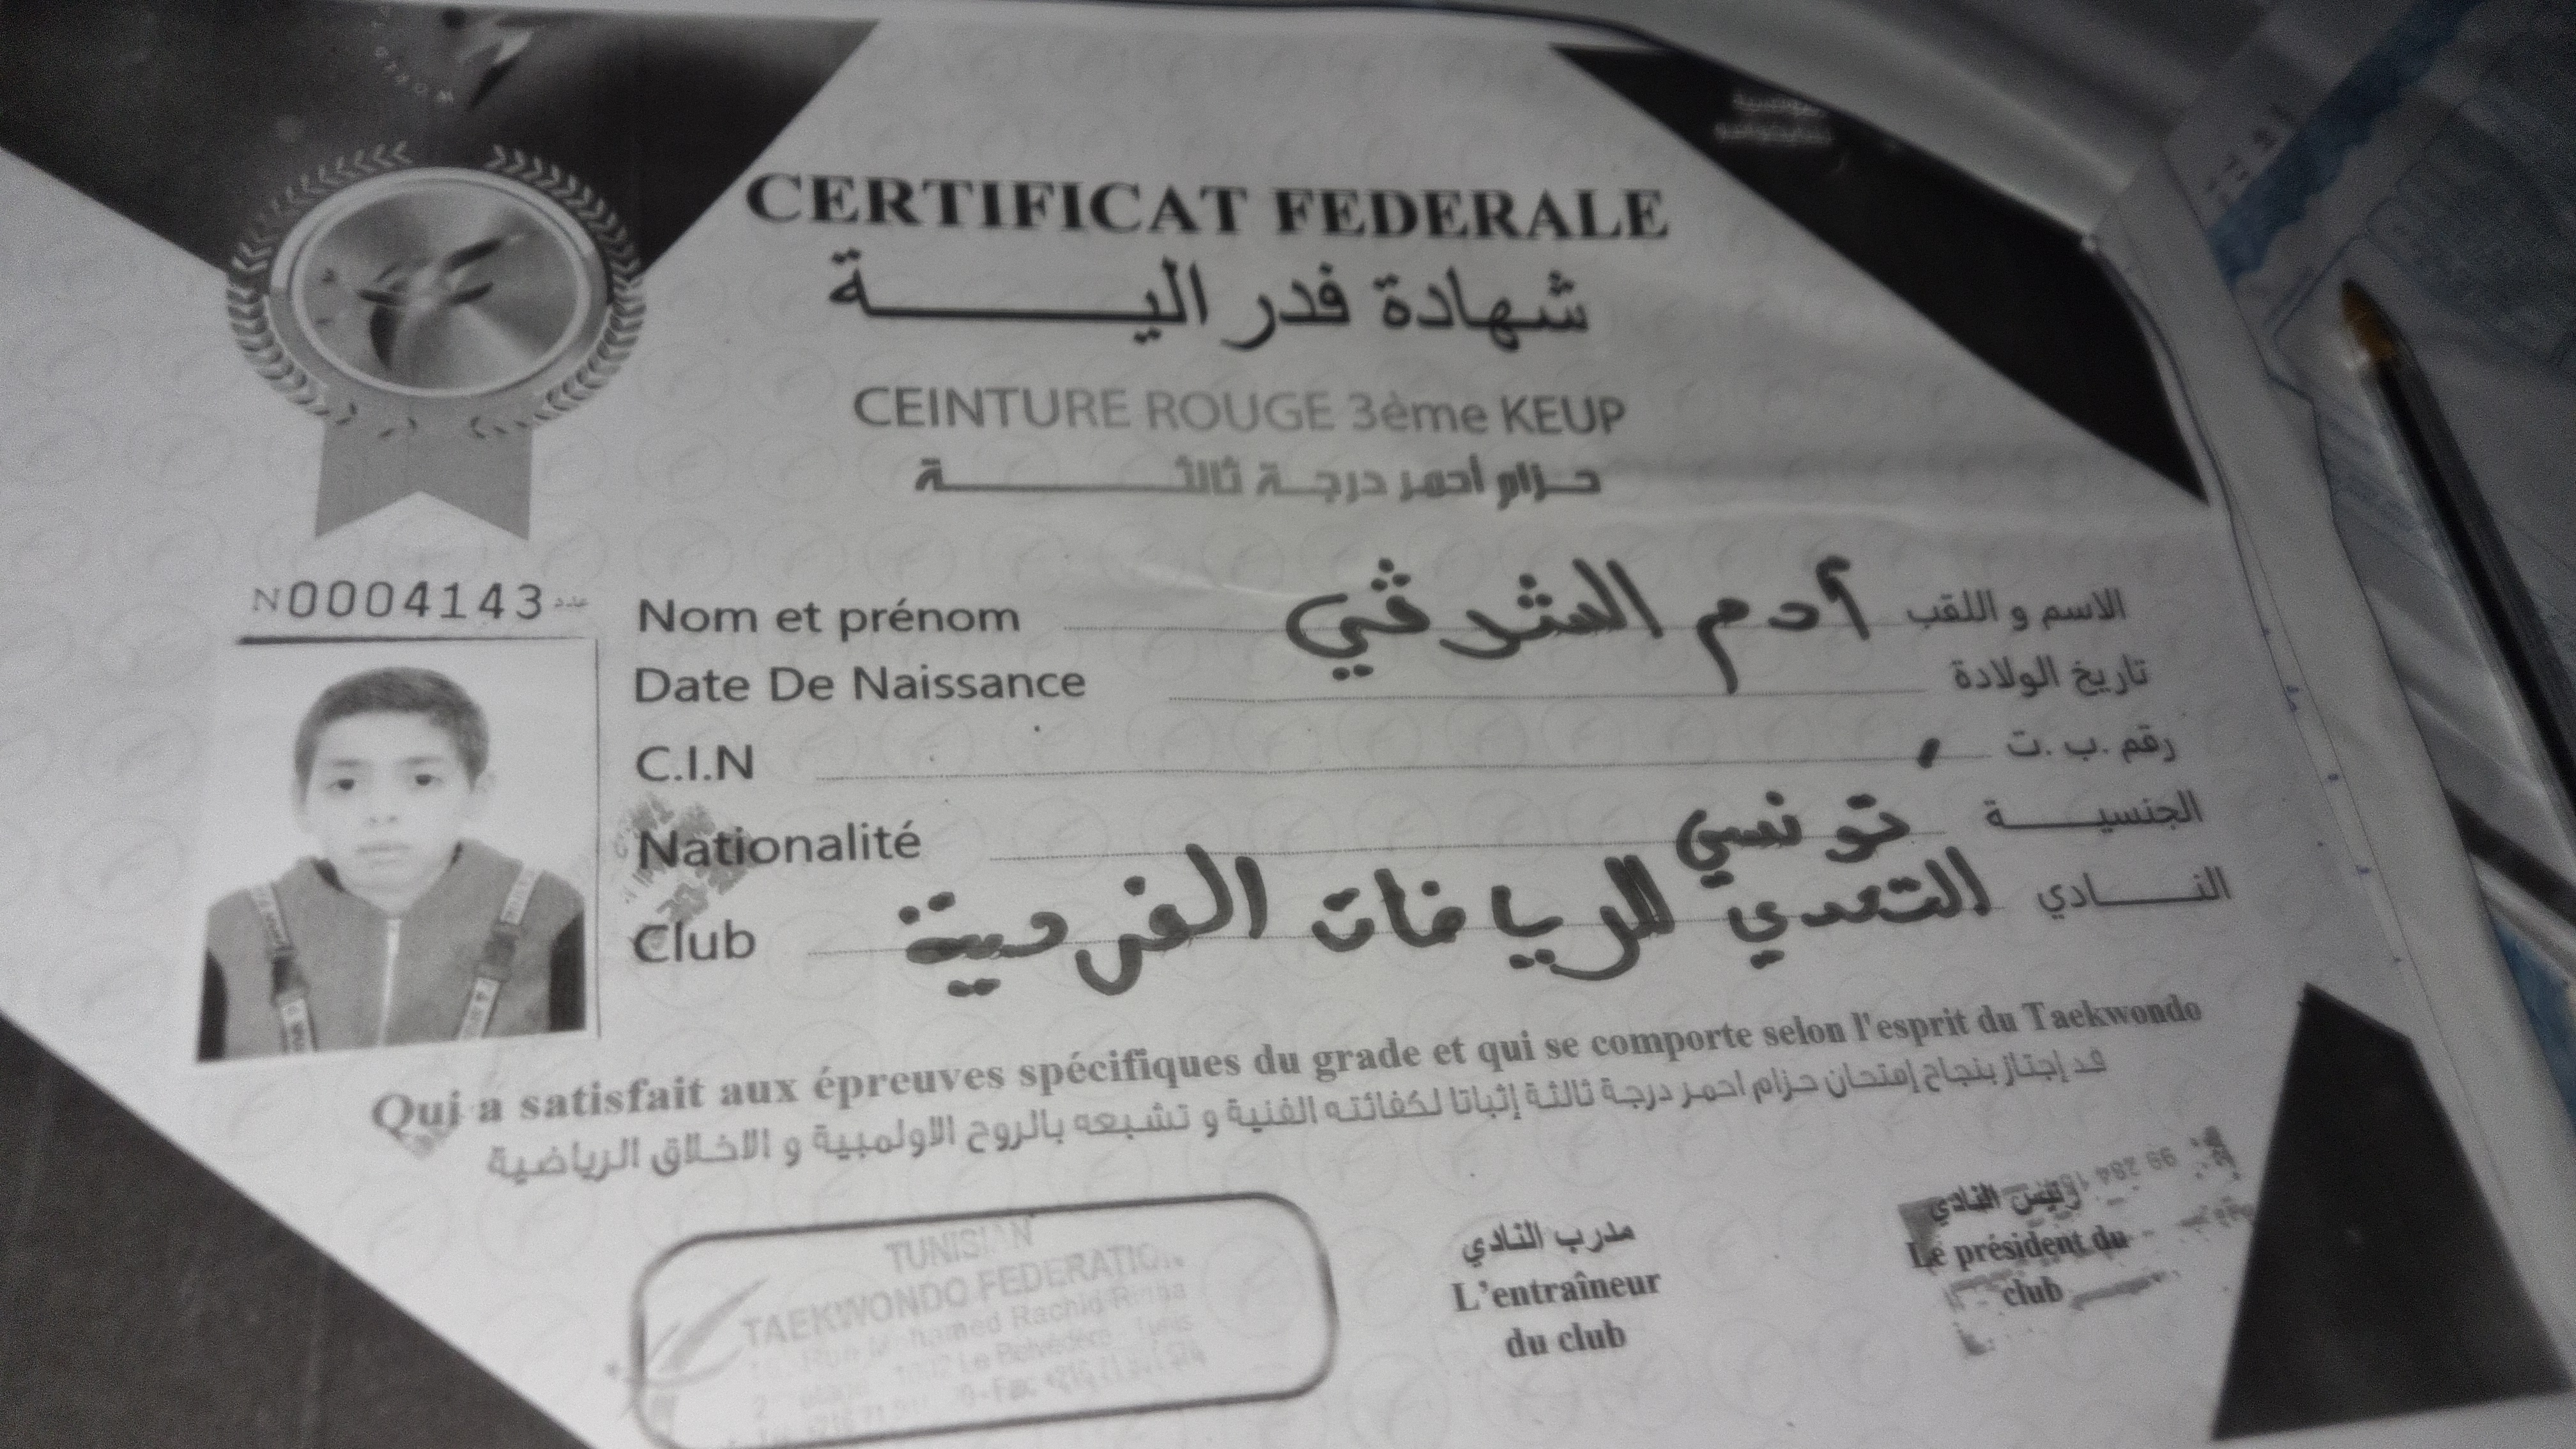 WORLD
CERTIFICAT FEDERALE
شهادة فدرالية
CEINTURE ROUGE 3ème KEUP
حزام أحمر درجة ثالثة
N0004143 عدد
Nom et prénom أدم الشرڤي الاسم و اللقب
Date De Naissance تاريخ الولادة
C.I.N رقم ب.ت.
Nationalité تونسي الجنسية
Club التحدي للرياضات الفردية النادي
Qui a satisfait aux épreuves spécifiques du grade et qui se comporte selon l'esprit du Taekwondo
قد إجتاز بنجاح إمتحان حزام احمر درجة ثالثة إثباتا لكفائته الفنية و تشبعه بالروح الاولمبية و الاخلاق الرياضية
TUNISIAN
TAEKWONDO FEDERATION
مدرب النادي
L'entraîneur
du club
رئيس النادي
Le président du
club